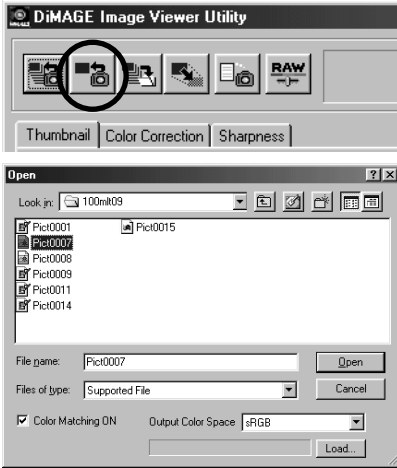 DiMAGE Image Viewer Utility
RAW
Thumbnail Color Correction Sharpness
Open
Look in: 100mlt09
Pict0001 Pict0015
Pict0007
Pict0008
Pict0009
Pict0011
Pict0014
File name: Pict0007 Open
Files of type: Supported File Cancel
Color Matching ON Output Color Space sRGB
Load...